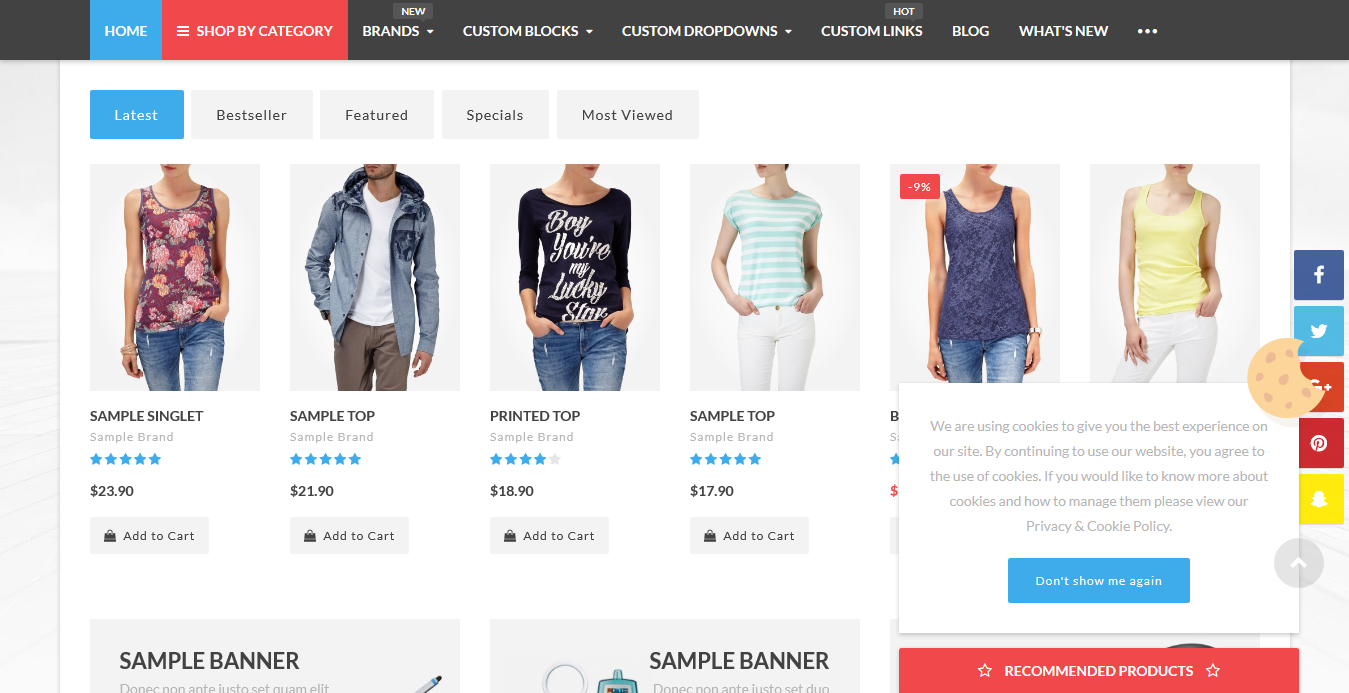 NEW
HOT
HOME
SHOP BY CATEGORY
BRANDS
CUSTOM BLOCKS
CUSTOM DROPDOWNS
CUSTOM LINKS
BLOG
WHAT'S NEW
Latest
Bestseller
Featured
Specials
Most Viewed
Boy
You're
my
Lucky
Star
-9%
SAMPLE SINGLET
Sample Brand
$23.90
Add to Cart
SAMPLE TOP
Sample Brand
$21.90
Add to Cart
PRINTED TOP
Sample Brand
$18.90
Add to Cart
SAMPLE TOP
Sample Brand
$17.90
Add to Cart
B
$
We are using cookies to give you the best experience on
our site. By continuing to use our website, you agree to
the use of cookies. If you would like to know more about
cookies and how to manage them please view our
Privacy & Cookie Policy.
Don't show me again
SAMPLE BANNER
Donec non ante iusto set quam elit
SAMPLE BANNER
Donec non ante iusto set duo
RECOMMENDED PRODUCTS